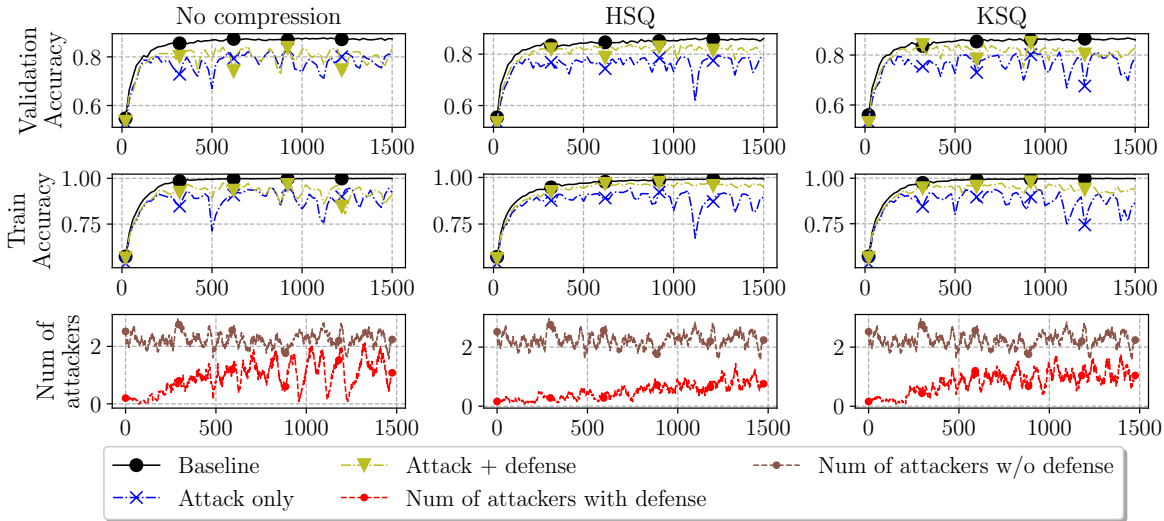 No compression HSQ KSQ
Validation
Accuracy
0.8 0.8 0.8
0.6 0.6 0.6
0 500 1000 1500 0 500 1000 1500 0 500 1000 1500
Train
Accuracy
1.00 1.00 1.00
0.75 0.75 0.75
0 500 1000 1500 0 500 1000 1500 0 500 1000 1500
Num of
attackers
2 2 2
0 0 0
0 500 1000 1500 0 500 1000 1500 0 500 1000 1500
Baseline Attack + defense Num of attackers w/o defense
Attack only Num of attackers with defense